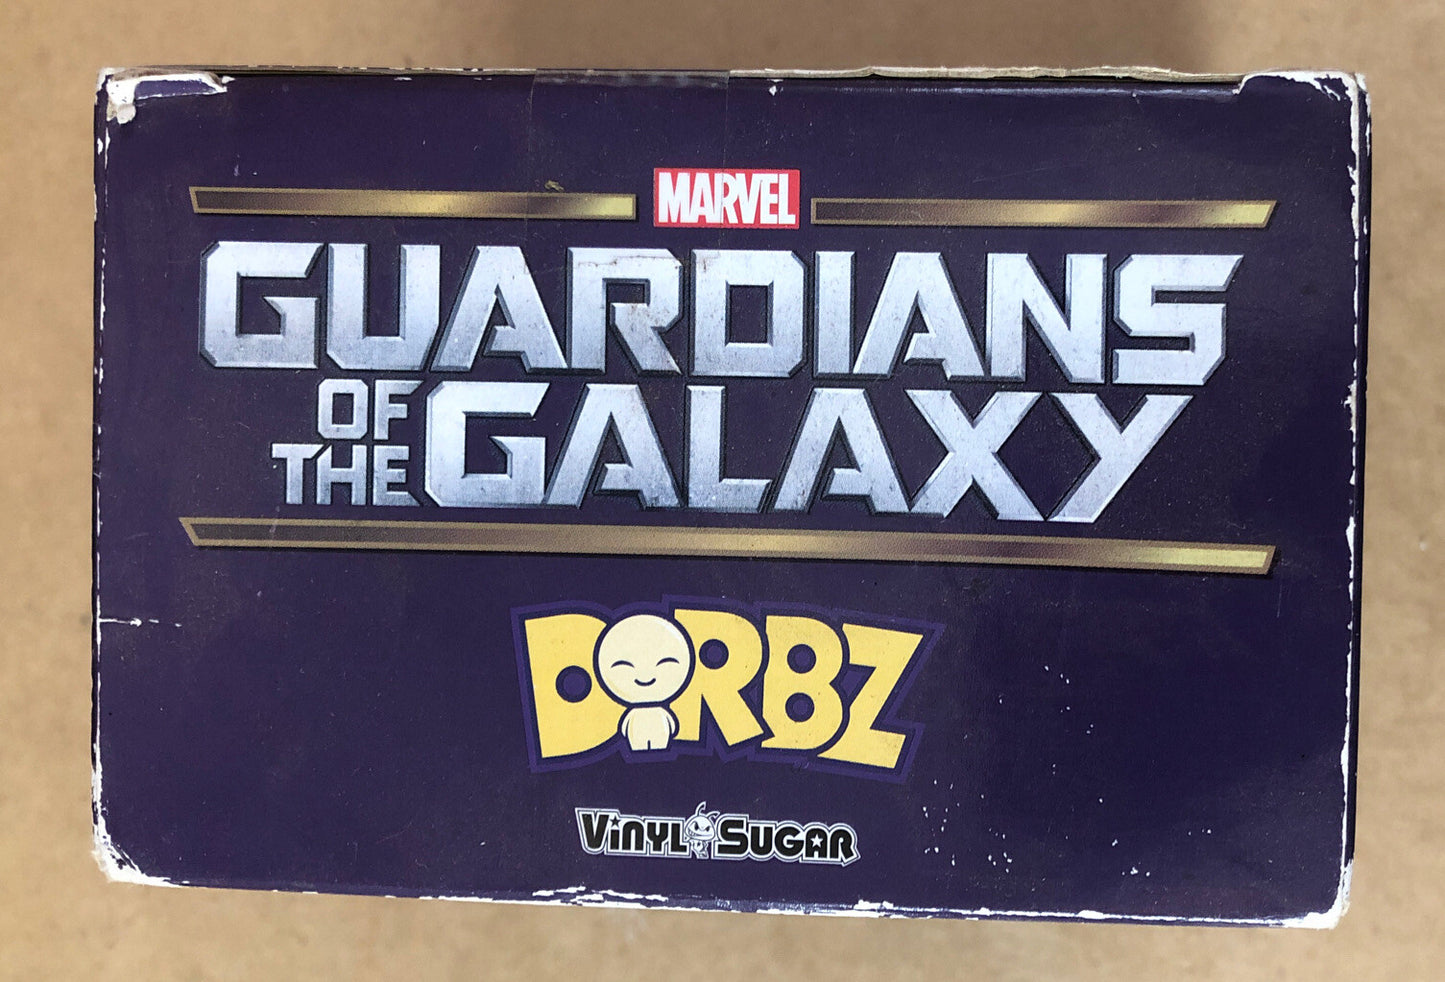 MARVEL
GUARDIANS
OF THE GALAXY
DORBZ
VINYL SUGAR